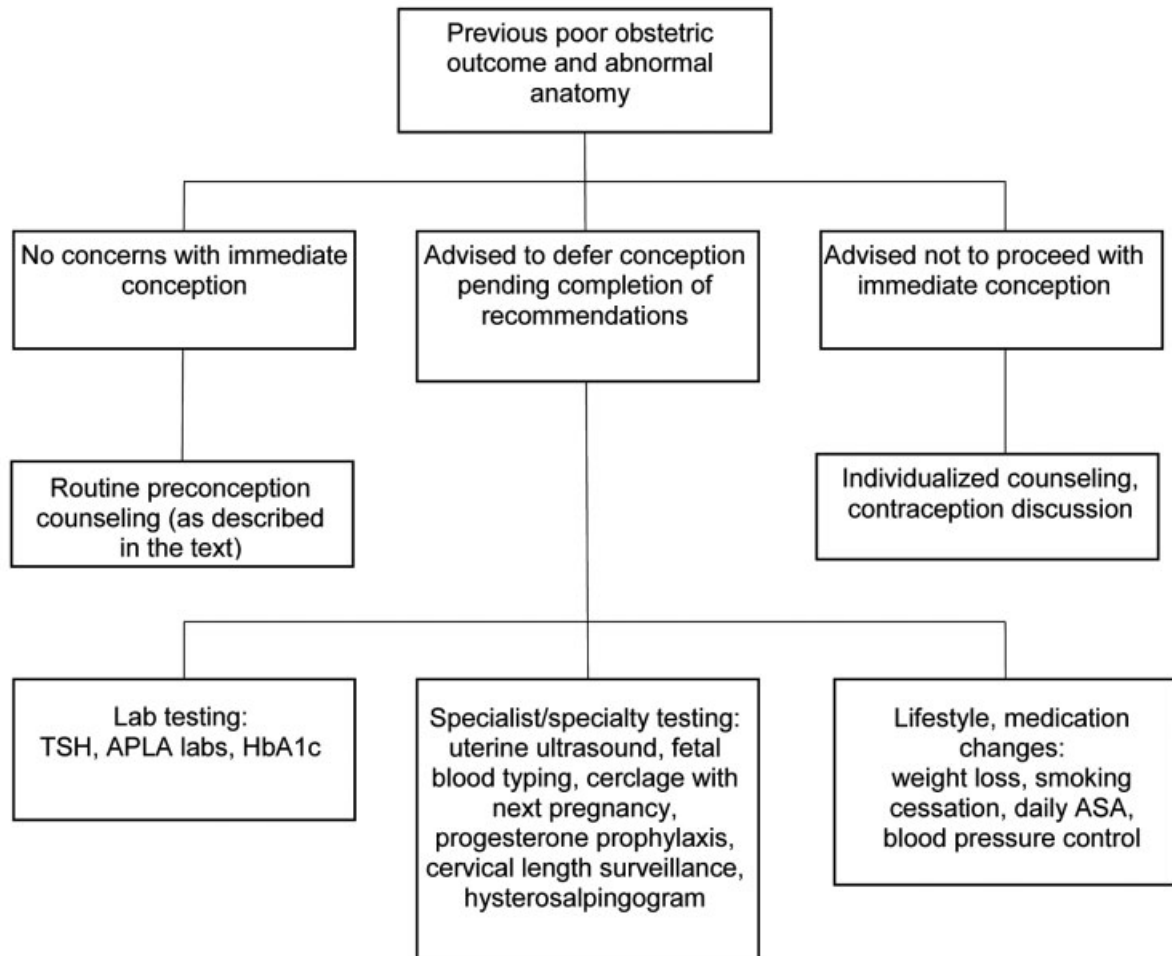 Previous poor obstetric
outcome and abnormal
anatomy
No concerns with immediate
conception
Advised to defer conception
pending completion of
recommendations
Advised not to proceed with
immediate conception
Routine preconception
counseling (as described
in the text)
Individualized counseling,
contraception discussion
Lab testing:
TSH, APLA labs, HbA1c
Specialist/specialty testing:
uterine ultrasound, fetal
blood typing, cerclage with
next pregnancy,
progesterone prophylaxis,
cervical length surveillance,
hysterosalpingogram
Lifestyle, medication
changes:
weight loss, smoking
cessation, daily ASA,
blood pressure control